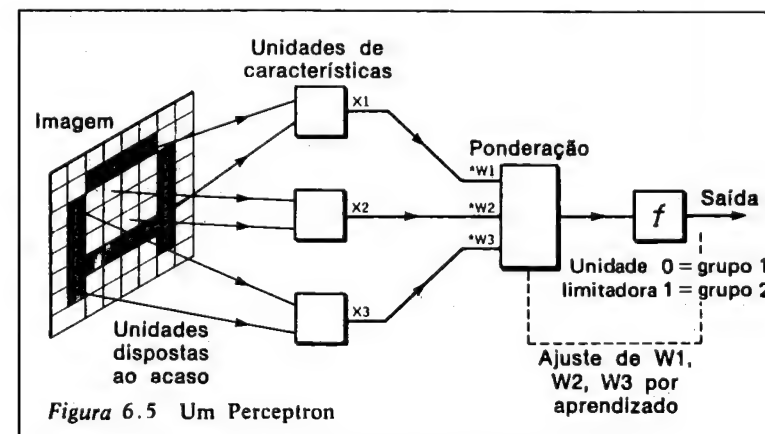 Unidades de
características
Imagem
X1
Ponderação
*W1
X2
*W2
f
Saída
*W3
Unidade 0 = grupo 1
limitadora 1 = grupo 2
X3
Unidades
dispostas
ao acaso
Ajuste de W1,
W2, W3 por
aprendizado
Figura 6.5 Um Perceptron